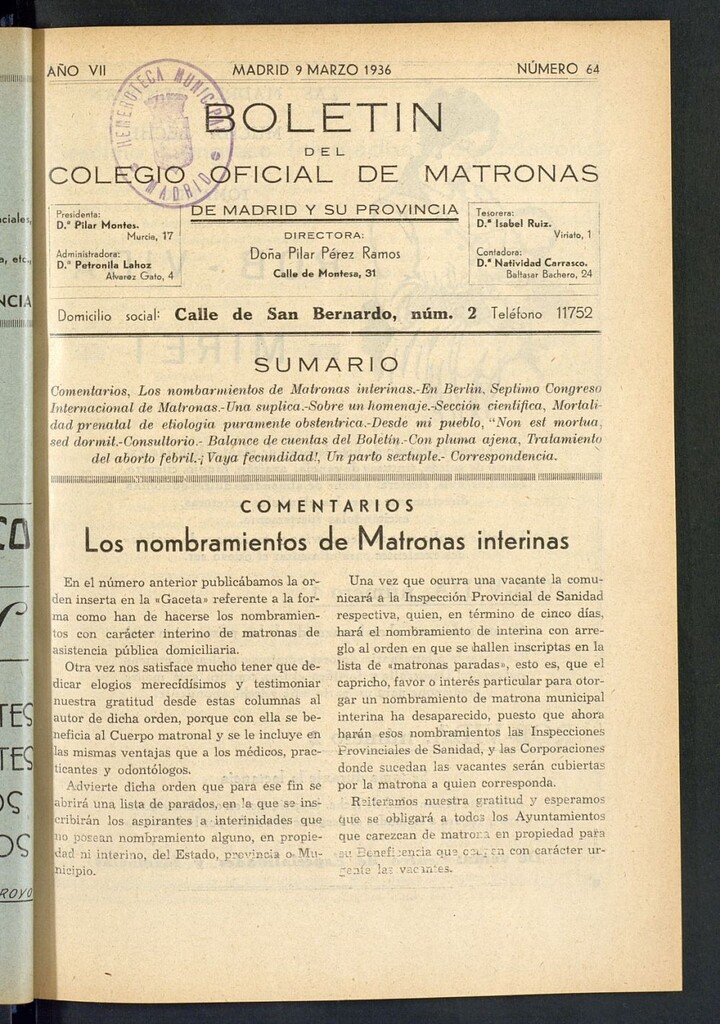 AÑO VII
MADRID 9 MARZO 1936
NÚMERO 64
HEMEROTECA MUNICIPAL
MADRID
BOLETIN
DEL
COLEGIO OFICIAL DE MATRONAS
DE MADRID Y SU PROVINCIA
Presidenta:
D.ª Pilar Montes.
Murcia, 17
Administradora:
D.ª Petronila Lahoz
Alvarez Gato, 4
DIRECTORA:
Doña Pilar Pérez Ramos
Calle de Montesa, 31
Tesorera:
D.ª Isabel Ruiz.
Viriato, 1
Contadora:
D.ª Natividad Carrasco.
Baltasar Bachero, 24
Domicilio social: Calle de San Bernardo, núm. 2 Teléfono 11752
SUMARIO
Comentarios, Los nombarmientos de Matronas interinas.-En Berlin, Septimo Congreso
Internacional de Matronas.-Una suplica.-Sobre un homenaje.-Sección cientifica, Mortali-
dad prenatal de etiologia puramente obstentrica.-Desde mi pueblo, "Non est mortua,
sed dormit.-Consultorio.- Balance de cuentas del Boletín.-Con pluma ajena, Tratamiento
del aborto febril.-¡Vaya fecundidad!, Un parto sextuple.- Correspondencia.
COMENTARIOS
Los nombramientos de Matronas interinas
En el número anterior publicábamos la or-
den inserta en la «Gaceta» referente a la for-
ma como han de hacerse los nombramien-
tos con carácter interino de matronas de
asistencia pública domiciliaria.
Otra vez nos satisface mucho tener que de-
dicar elogios merecidísimos y testimoniar
nuestra gratitud desde estas columnas al
autor de dicha orden, porque con ella se be-
neficia al Cuerpo matronal y se le incluye en
las mismas ventajas que a los médicos, prac-
ticantes y odontólogos.
Advierte dicha orden que para ese fin se
abrirá una lista de parados, en la que se ins-
cribirán los aspirantes a interinidades que
no posean nombramiento alguno, en propie-
dad ni interino, del Estado, provincia o Mu-
nicipio.
Una vez que ocurra una vacante la comu-
nicará a la Inspección Provincial de Sanidad
respectiva, quien, en término de cinco días,
hará el nombramiento de interina con arre-
glo al orden en que se hallen inscriptas en la
lista de «matronas paradas», esto es, que el
capricho, favor o interés particular para otor-
gar un nombramiento de matrona municipal
interina ha desaparecido, puesto que ahora
harán esos nombramientos las Inspecciones
Provinciales de Sanidad, y las Corporaciones
donde sucedan las vacantes serán cubiertas
por la matrona a quien corresponda.
Reiteramos nuestra gratitud y esperamos
que se obligará a todos los Ayuntamientos
que carezcan de matrona en propiedad para
su Beneficencia que ocupen con carácter ur-
gente las vacantes.